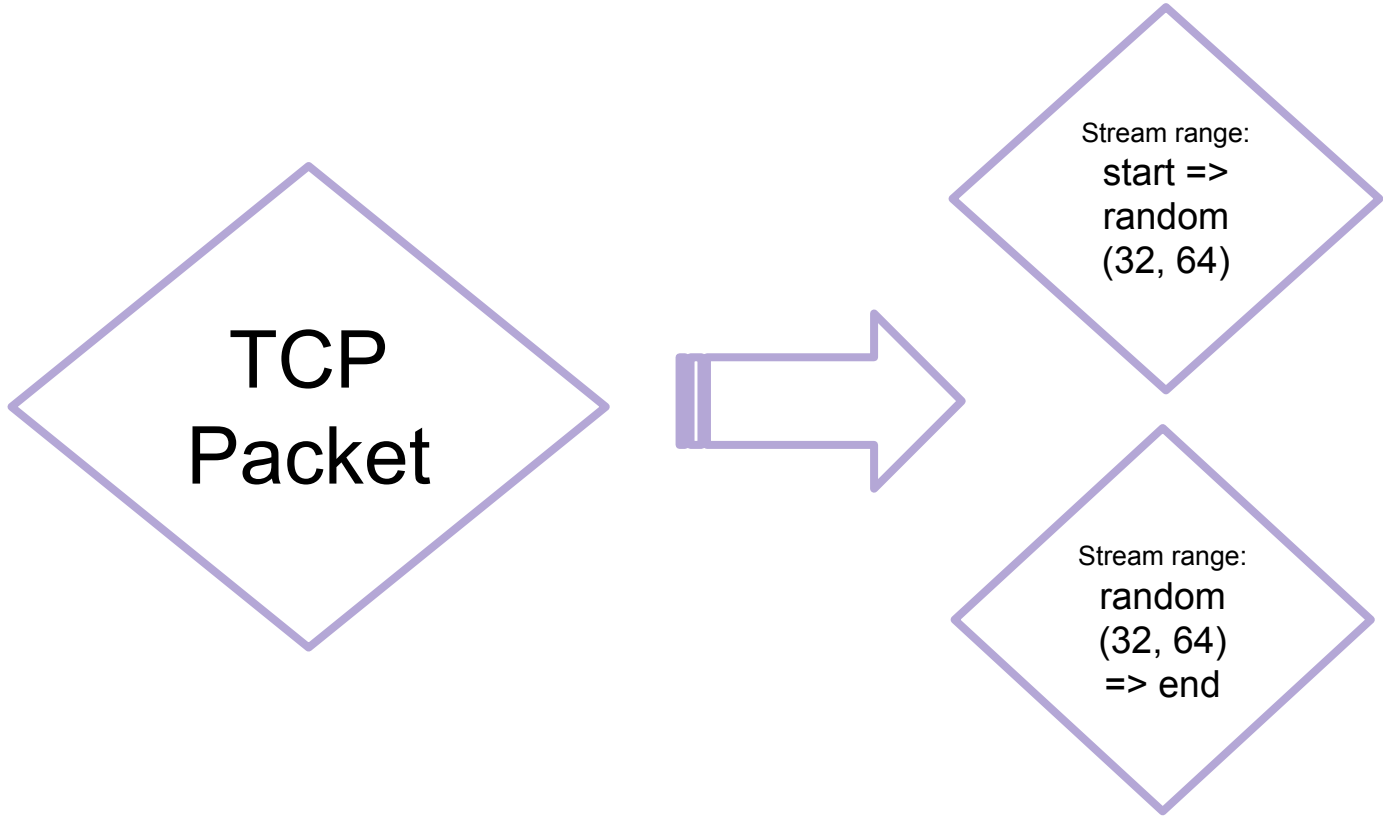 TCP
Packet
Stream range:
start =>
random
(32, 64)
Stream range:
random
(32, 64)
=> end